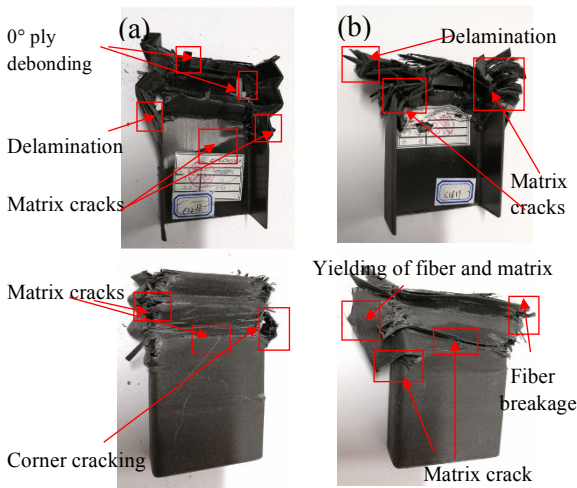 0° ply
debonding
(a)
Delamination
Matrix cracks
(b)
Delamination
Matrix
cracks
Matrix cracks
Corner cracking
Yielding of fiber and matrix
Fiber
breakage
Matrix crack